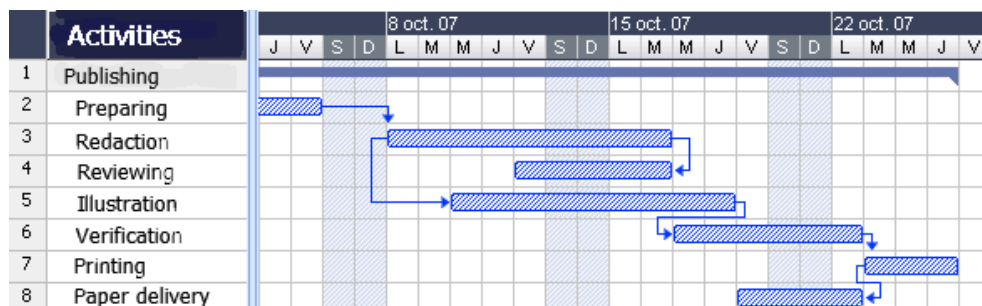 8 oct. 07 15 oct. 07 22 oct. 07
Activities
J V S D L M M J V S D L M M J V S D L M M J V
1 Publishing
2 Preparing
3 Redaction
4 Reviewing
5 Illustration
6 Verification
7 Printing
8 Paper delivery